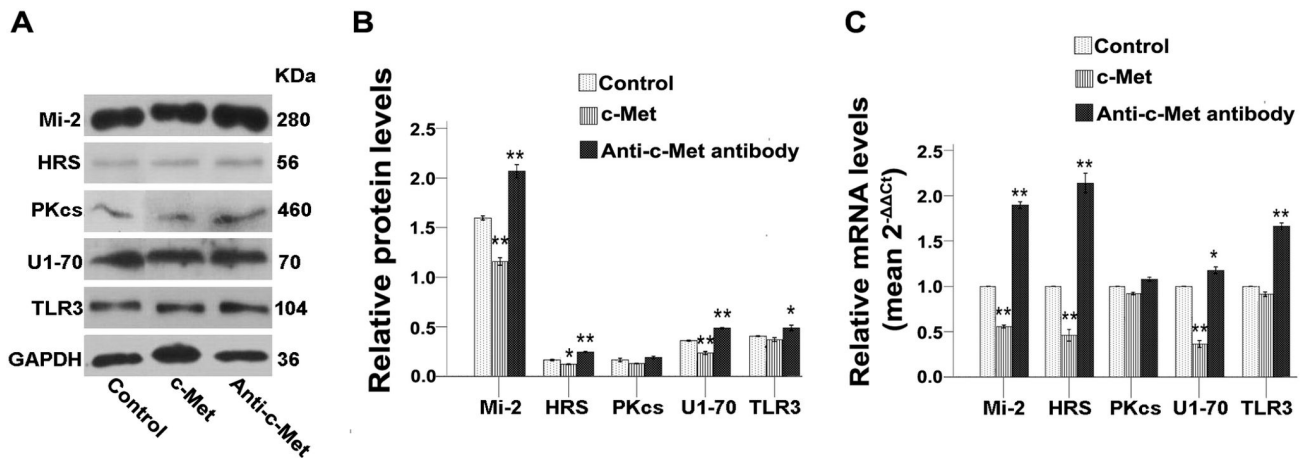 A
KDa
Mi-2 280
HRS 56
PKcs 460
U1-70 70
TLR3 104
GAPDH 36
Control c-Met Anti-c-Met
B
Control
c-Met
Anti-c-Met antibody
Relative protein levels
2.5
2.0
1.5
1.0
0.5
0.0
** ** * ** ** ** *
Mi-2 HRS PKcs U1-70 TLR3
C
Control
c-Met
Anti-c-Met antibody
Relative mRNA levels
(mean 2^-ΔΔCt)
2.5
2.0
1.5
1.0
0.5
0.0
** ** ** ** ** * **
Mi-2 HRS PKcs U1-70 TLR3